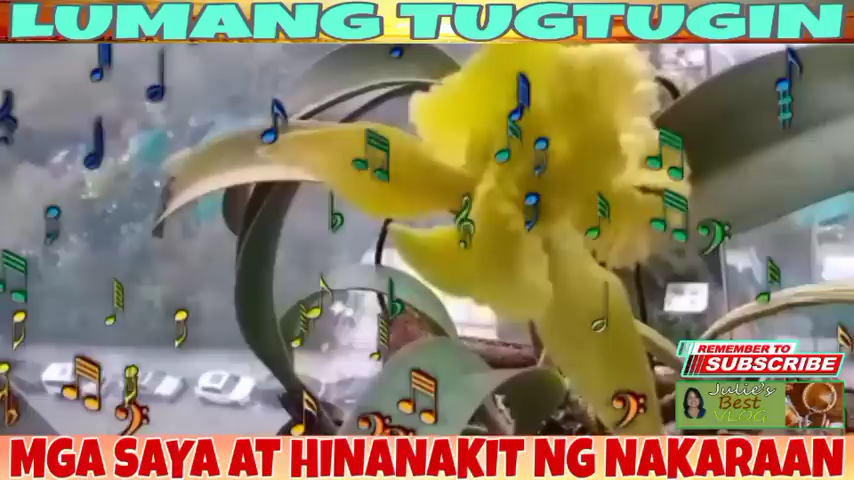 LUMANG TUGTUGIN
REMEMBER TO
SUBSCRIBE
Julie's
Best
VLOG
MGA SAYA AT HINANAKIT NG NAKARAAN